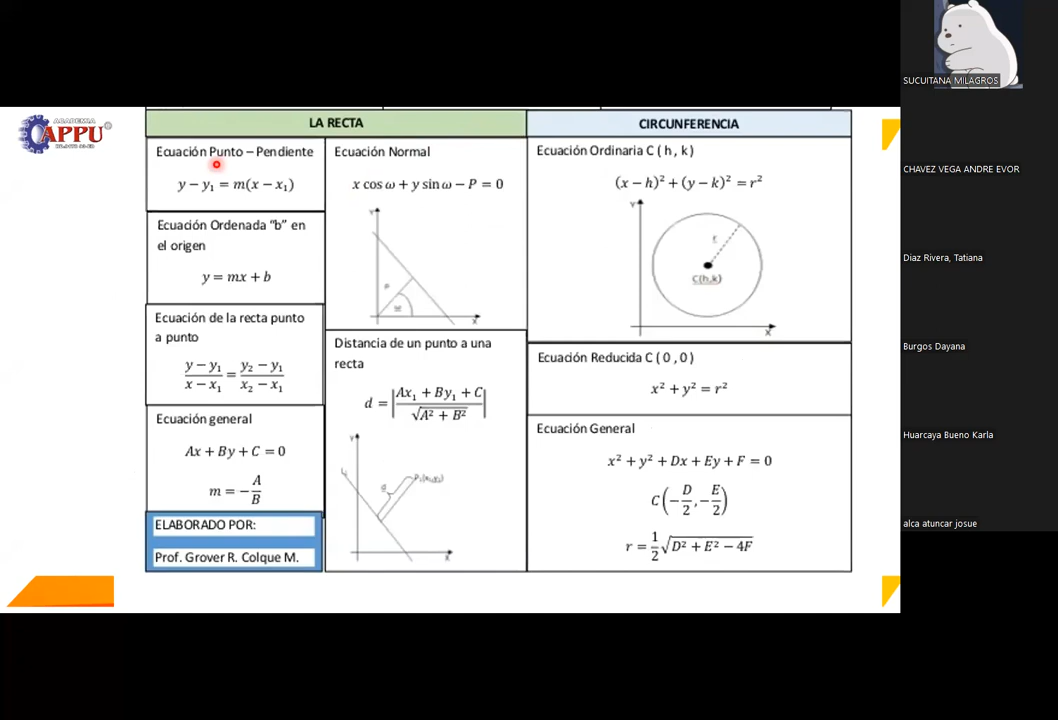 ACADEMIA
APPU
LA RECTA
Ecuación Punto – Pendiente
y − y₁ = m(x − x₁)
Ecuación Ordenada "b" en
el origen
y = mx + b
Ecuación de la recta punto
a punto
(y − y₁)/(x − x₁) = (y₂ − y₁)/(x₂ − x₁)
Ecuación general
Ax + By + C = 0
m = −A/B
ELABORADO POR:
Prof. Grover R. Colque M.
Ecuación Normal
x cos ω + y sin ω − P = 0
Y
P
X
Distancia de un punto a una
recta
d = |(Ax₁ + By₁ + C)/√(A² + B²)|
Y
X
CIRCUNFERENCIA
Ecuación Ordinaria C ( h , k )
(x − h)² + (y − k)² = r²
Y
r
C(h,k)
X
Ecuación Reducida C ( 0 , 0 )
x² + y² = r²
Ecuación General
x² + y² + Dx + Ey + F = 0
C(−D/2, −E/2)
r = 1/2 √(D² + E² − 4F)
SUCUITANA MILAGROS
CHAVEZ VEGA ANDRE EVOR
Diaz Rivera, Tatiana
Burgos Dayana
Huarcaya Bueno Karla
alca atuncar josue